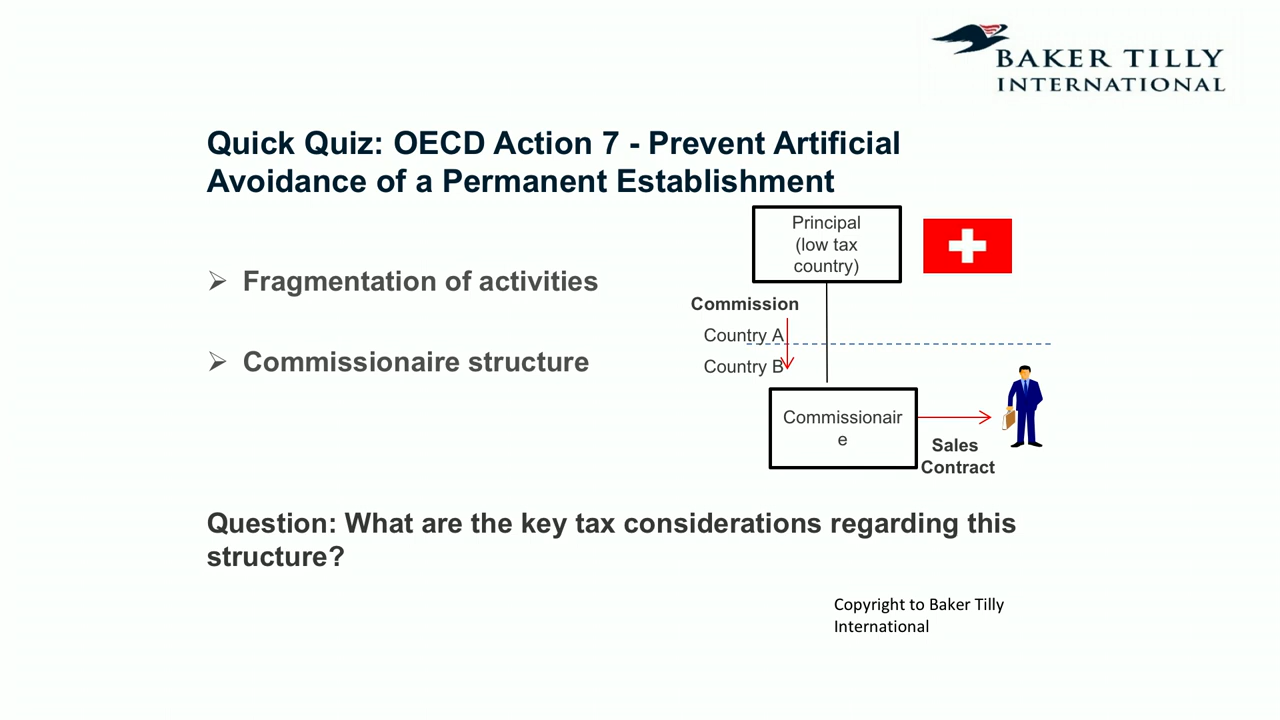 BAKER TILLY
INTERNATIONAL
Quick Quiz: OECD Action 7 - Prevent Artificial
Avoidance of a Permanent Establishment
Principal
(low tax
country)
Fragmentation of activities
Commission
Country A
Country B
Commissionaire structure
Commissionair
e
Sales
Contract
Question: What are the key tax considerations regarding this
structure?
Copyright to Baker Tilly
International